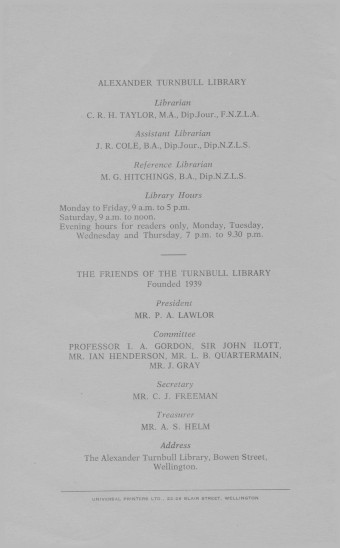 ALEXANDER TURNBULL LIBRARY
Librarian
C. R. H. TAYLOR, M.A., Dip.Jour., F.N.Z.L.A.
Assistant Librarian
J. R. COLE, B.A., Dip.Jour., Dip.N.Z.L.S.
Reference Librarian
M. G. HITCHINGS, B.A., Dip.N.Z.L.S.
Library Hours
Monday to Friday, 9 a.m. to 5 p.m.
Saturday, 9 a.m. to noon.
Evening hours for readers only, Monday, Tuesday,
Wednesday and Thursday, 7 p.m. to 9.30 p.m.
THE FRIENDS OF THE TURNBULL LIBRARY
Founded 1939
President
MR. P. A. LAWLOR
Committee
PROFESSOR I. A. GORDON, SIR JOHN ILOTT,
MR. IAN HENDERSON, MR. L. B. QUARTERMAIN,
MR. J. GRAY
Secretary
MR. C. J. FREEMAN
Treasurer
MR. A. S. HELM
Address
The Alexander Turnbull Library, Bowen Street,
Wellington.
UNIVERSAL PRINTERS LTD., BLAIR STREET, WELLINGTON